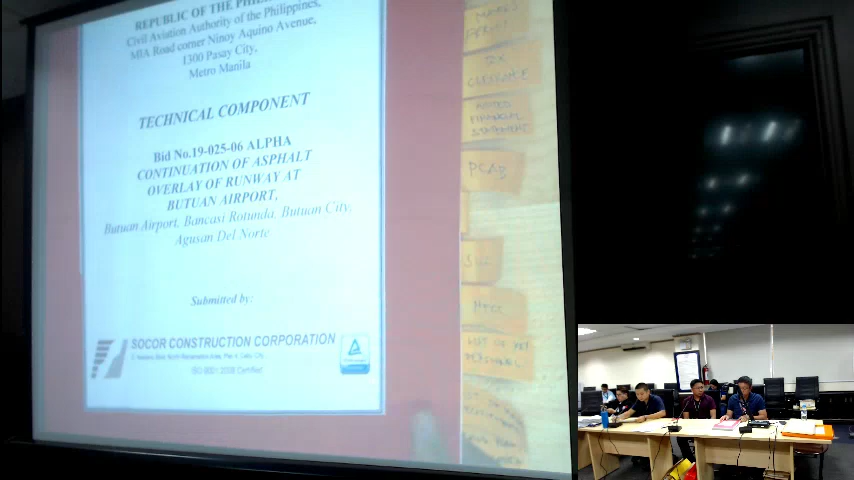 REPUBLIC OF THE
Civil Aviation Authority of the Philippines,
MIA Road corner Ninoy Aquino Avenue,
1300 Pasay City,
Metro Manila
TECHNICAL COMPONENT
Bid No.19-025-06 ALPHA
CONTINUATION OF ASPHALT
OVERLAY OF RUNWAY AT
BUTUAN AIRPORT,
Butuan Airport, Bancasi Rotunda, Butuan City,
Agusan Del Norte
Submitted by:
SOCOR CONSTRUCTION CORPORATION
ISO 9001:2008 Certified
TAX
CLEARANCE
FINANCIAL
STATEMENT
PCAB
LIST OF KEY
PERSONNEL